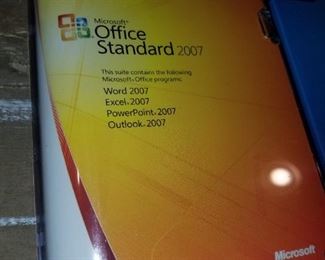 Microsoft®
Office
Standard 2007
This suite contains the following
Microsoft® Office programs:
Word 2007
Excel® 2007
PowerPoint® 2007
Outlook® 2007
Microsoft